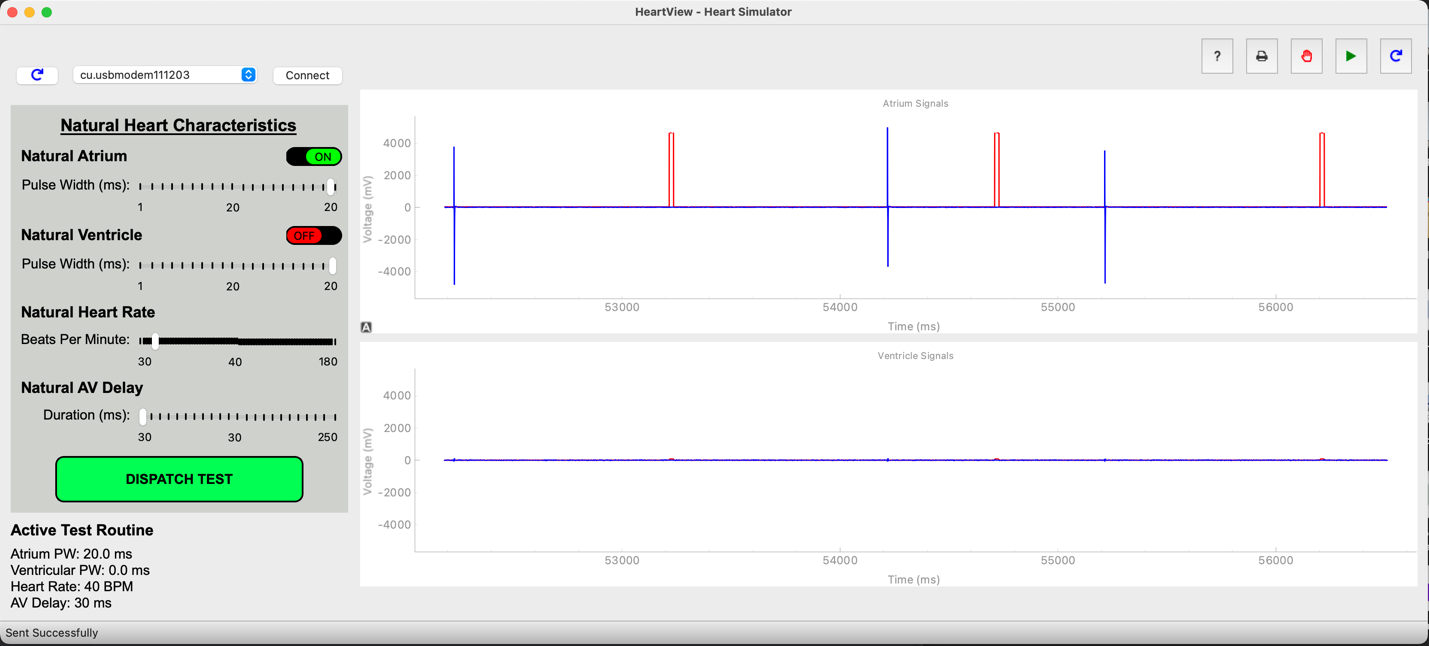 HeartView - Heart Simulator
cu.usbmodem111203
Connect
?
Natural Heart Characteristics
Natural Atrium
ON
Pulse Width (ms):
1 20 20
Natural Ventricle
OFF
Pulse Width (ms):
1 20 20
Natural Heart Rate
Beats Per Minute:
30 40 180
Natural AV Delay
Duration (ms):
30 30 250
DISPATCH TEST
Active Test Routine
Atrium PW: 20.0 ms
Ventricular PW: 0.0 ms
Heart Rate: 40 BPM
AV Delay: 30 ms
Atrium Signals
Voltage (mV)
4000
2000
0
-2000
-4000
53000 54000 55000 56000
Time (ms)
A
Ventricle Signals
Voltage (mV)
4000
2000
0
-2000
-4000
53000 54000 55000 56000
Time (ms)
Sent Successfully